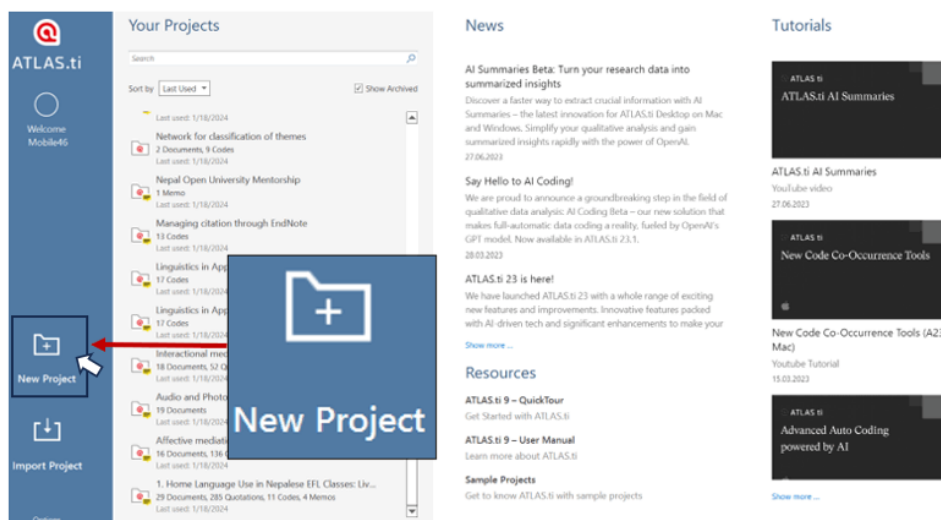 ATLAS.ti
Welcome
Mobile46
New Project
Import Project
Options
Your Projects
Search
Sort by Last Used
Show Archived
Last used: 1/18/2024
Network for classification of themes
2 Documents, 9 Codes
Last used: 1/18/2024
Nepal Open University Mentorship
1 Memo
Last used: 1/18/2024
Managing citation through EndNote
13 Codes
Last used: 1/18/2024
Linguistics in App
17 Codes
Last used: 1/18/202
Linguistics in App
17 Codes
Last used: 1/18/202
Interactional med
18 Documents, 52 Q
Last used: 1/18/2024
Audio and Photo
19 Documents
Last used: 1/18/2024
Affective mediati
16 Documents, 136
Last used: 1/18/2024
1. Home Language Use in Nepalese EFL Classes: Liv...
29 Documents, 285 Quotations, 11 Codes, 4 Memos
Last used: 1/18/2024
New Project
News
AI Summaries Beta: Turn your research data into
summarized insights
Discover a faster way to extract crucial information with AI
Summaries – the latest innovation for ATLAS.ti Desktop on Mac
and Windows. Simplify your qualitative analysis and gain
summarized insights rapidly with the power of OpenAI.
27.06.2023
Say Hello to AI Coding!
We are proud to announce a groundbreaking step in the field of
qualitative data analysis: AI Coding Beta – our new solution that
makes full-automatic data coding a reality, fueled by OpenAI's
GPT model. Now available in ATLAS.ti 23.1.
28.03.2023
ATLAS.ti 23 is here!
We have launched ATLAS.ti 23 with a whole range of exciting
new features and improvements. Innovative features packed
with AI-driven tech and significant enhancements to make your
Show more ...
Resources
ATLAS.ti 9 – QuickTour
Get Started with ATLAS.ti
ATLAS.ti 9 – User Manual
Learn more about ATLAS.ti
Sample Projects
Get to know ATLAS.ti with sample projects
Tutorials
ATLAS ti
ATLAS.ti AI Summaries
ATLAS.ti AI Summaries
YouTube video
27.06.2023
ATLAS ti
New Code Co-Occurrence Tools
New Code Co-Occurrence Tools (A23
Mac)
Youtube Tutorial
15.03.2023
ATLAS ti
Advanced Auto Coding
powered by AI
Show more ...